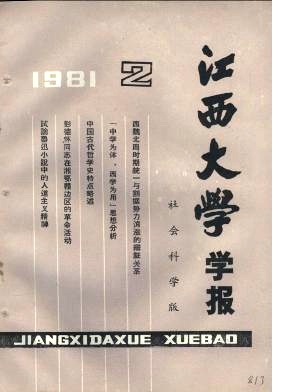 1981 2
江西大学
学报
社会科学版
西魏北周时期统一与割据势力消涨的辩证关系
「中学为体，西学为用」思想分析
中国古代哲学史特点略谈
彭德怀同志在湘鄂赣边区的革命活动
试论鲁迅小说中的人道主义精神
JIANGXIDAXUE XUEBAO